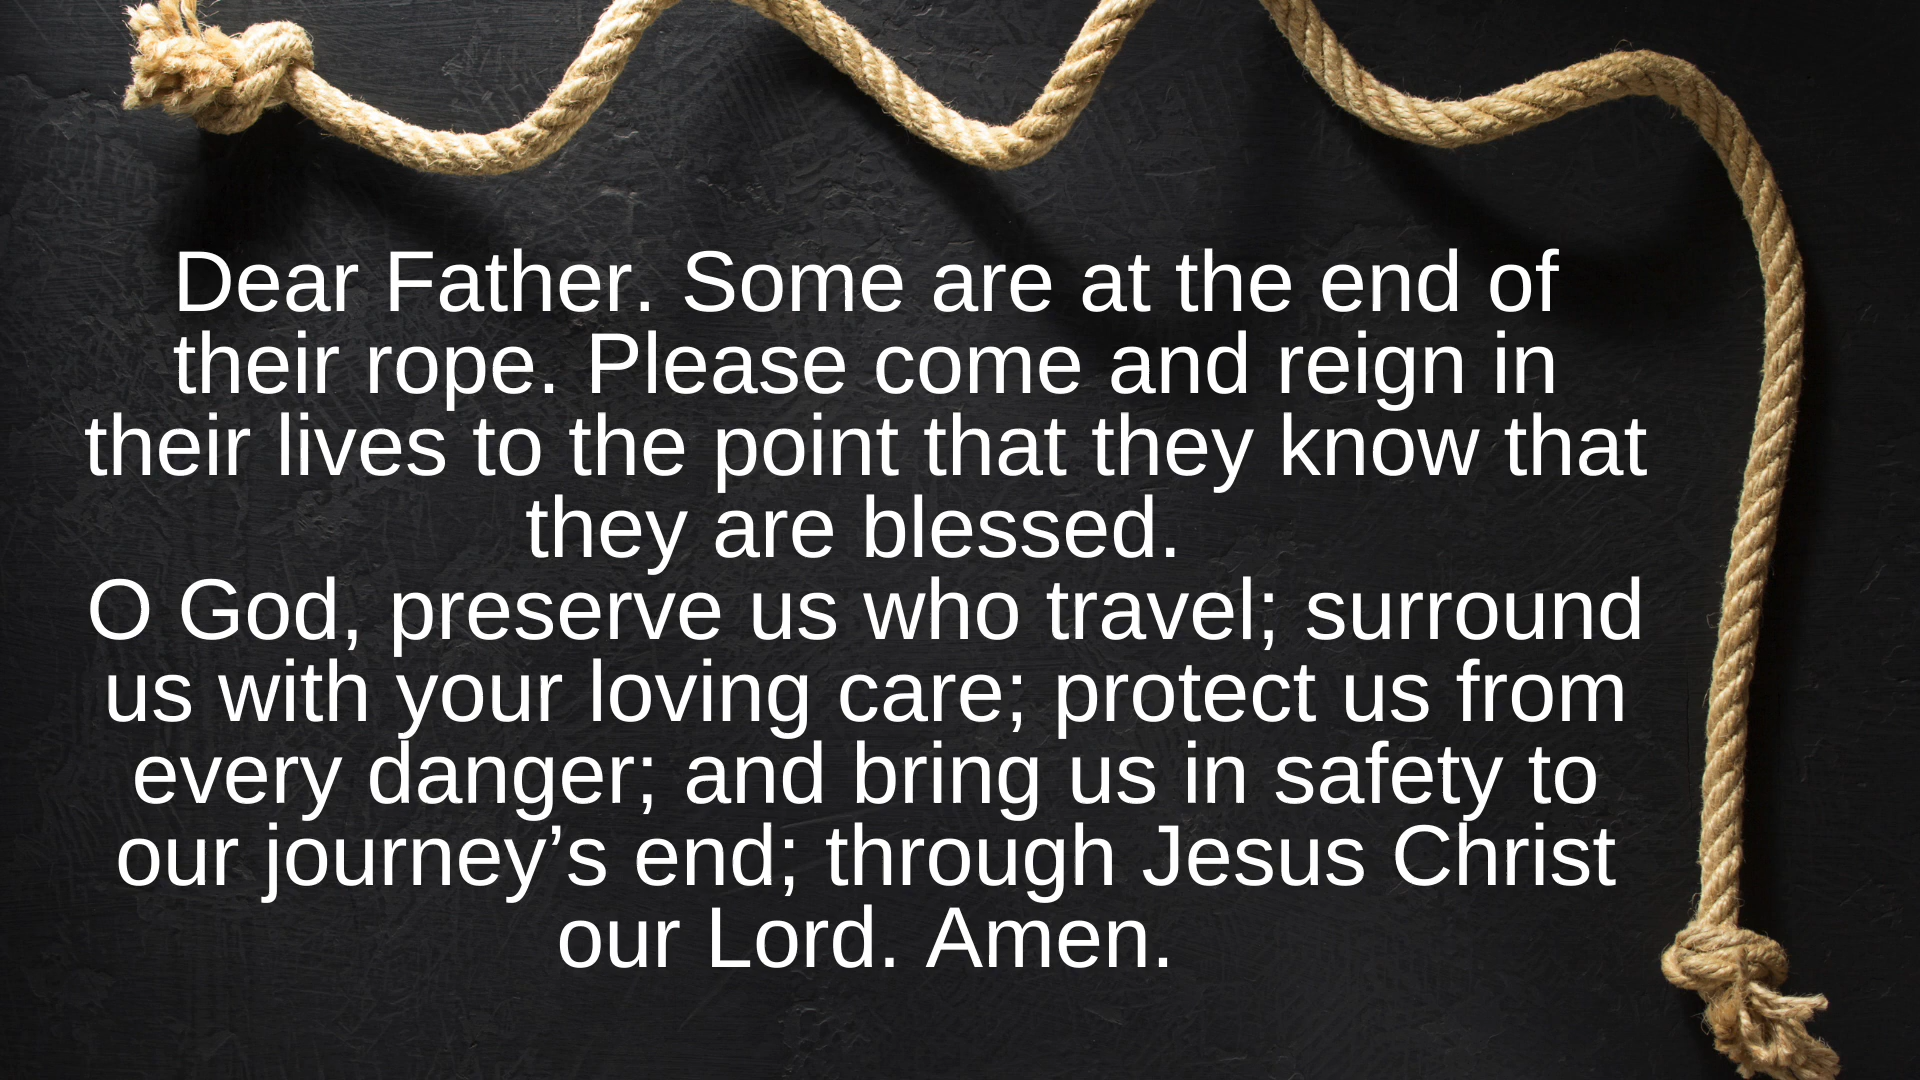 Dear Father. Some are at the end of
their rope. Please come and reign in
their lives to the point that they know that
they are blessed.
O God, preserve us who travel; surround
us with your loving care; protect us from
every danger; and bring us in safety to
our journey’s end; through Jesus Christ
our Lord. Amen.